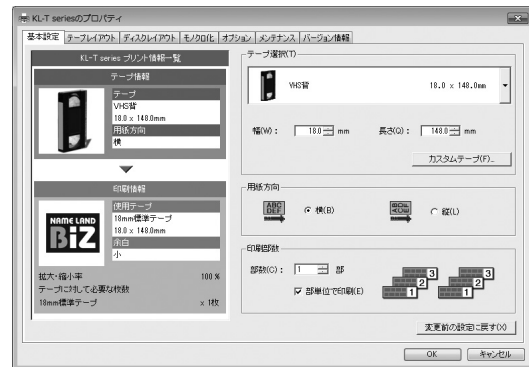 KL-T seriesのプロパティ
基本設定 テープレイアウト ディスクレイアウト モノクロ化 オプション メンテナンス バージョン情報
KL-T series プリント情報一覧
テープ情報
テープ
VHS背
18.0 x 148.0mm
用紙方向
横
印刷情報
NAME LAND
BiZ
使用テープ
18mm標準テープ
18.0 x 148.0mm
余白
小
拡大・縮小率 100 %
テープに対して必要な枚数
18mm標準テープ x 1枚
テープ選択(T)
VHS背 18.0 x 148.0mm
幅(W)： 18.0 mm 長さ(Q)： 148.0 mm
カスタムテープ(F)...
用紙方向
ABC
DEF
横(B)
ABC
DEF
縦(L)
印刷部数
部数(C)： 1 部
部単位で印刷(E)
1 2 3 1 2 3
変更前の設定に戻す(X)
OK キャンセル